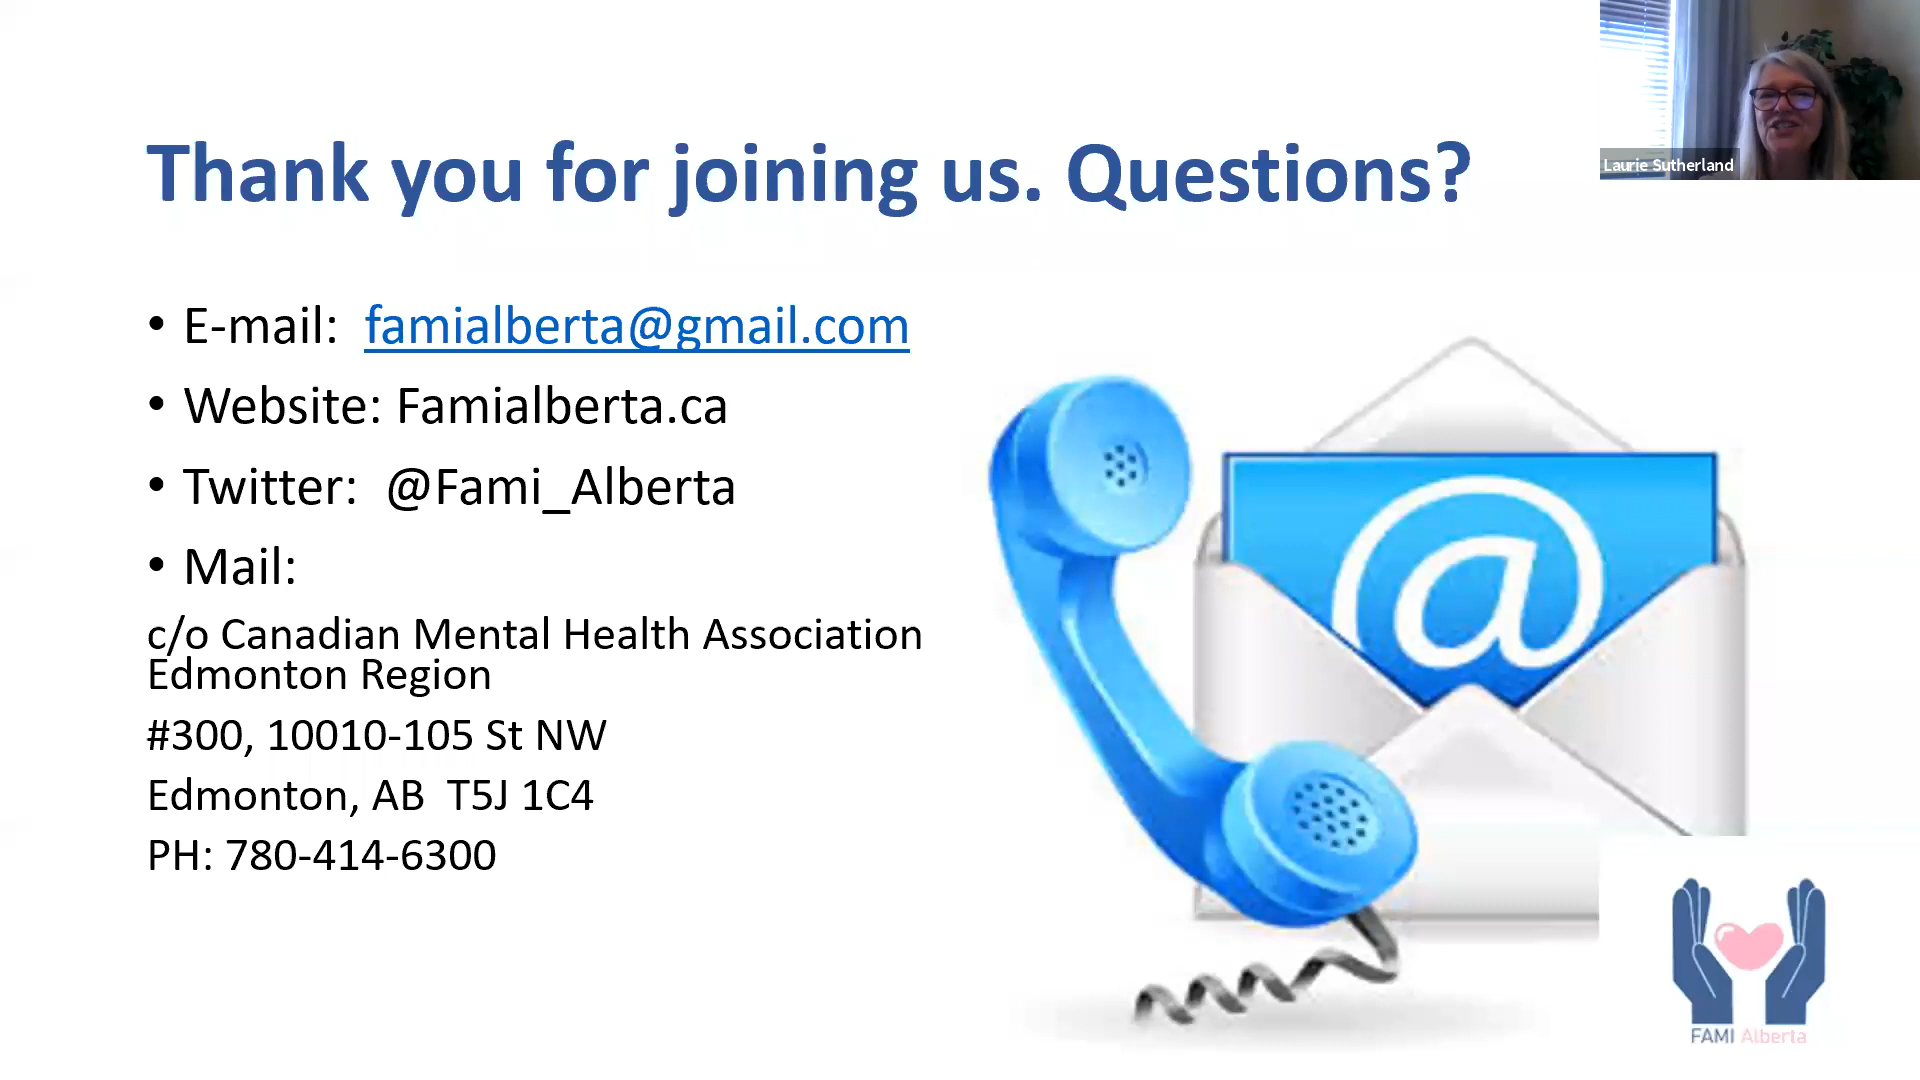 Thank you for joining us. Questions?
Laurie Sutherland
• E-mail:  famialberta@gmail.com
• Website: Famialberta.ca
• Twitter:  @Fami_Alberta
• Mail:
c/o Canadian Mental Health Association
Edmonton Region
#300, 10010-105 St NW
Edmonton, AB  T5J 1C4
PH: 780-414-6300
@
FAMI Alberta